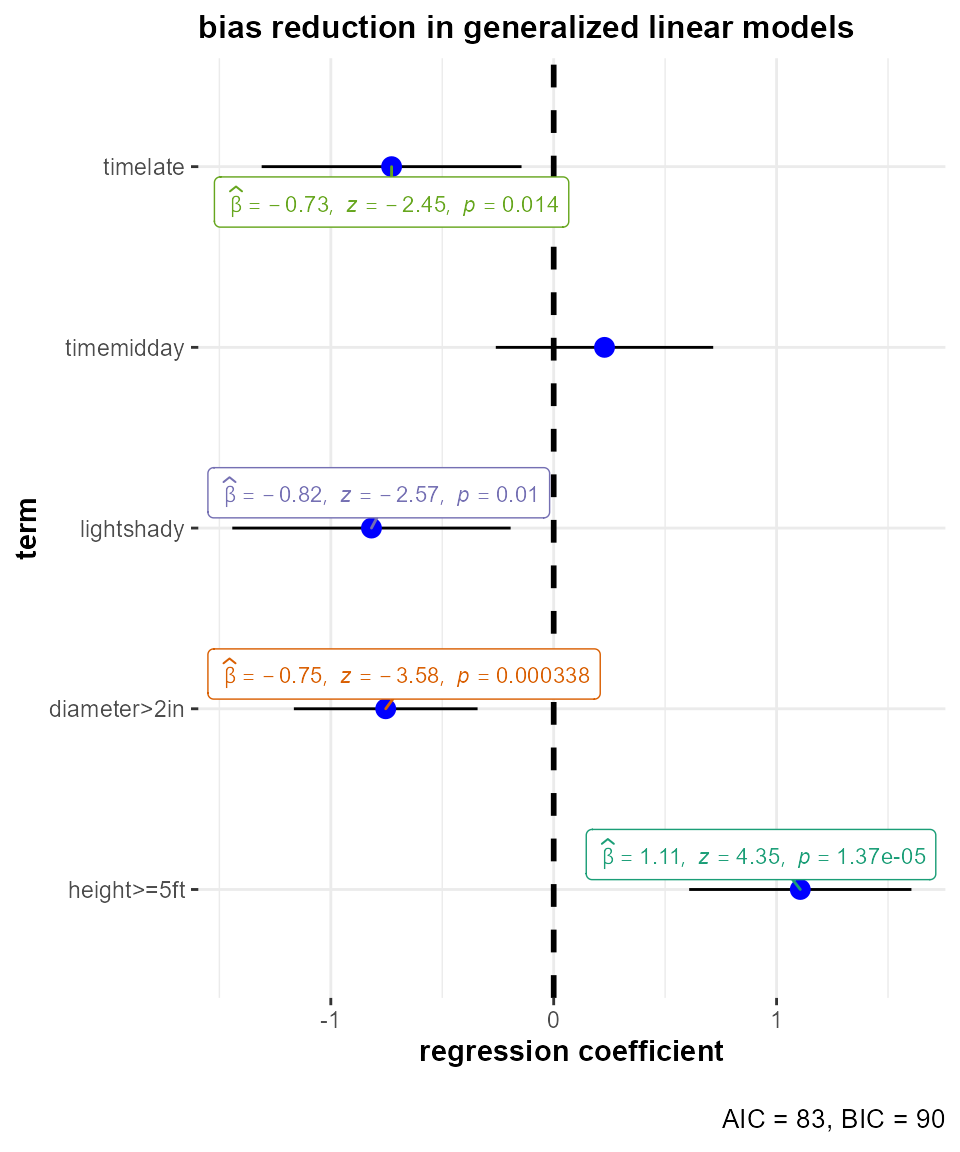 bias reduction in generalized linear models
timelate
β̂ = −0.73, z = −2.45, p = 0.014
timemidday
β̂ = −0.82, z = −2.57, p = 0.01
lightshady
β̂ = −0.75, z = −3.58, p = 0.000338
diameter>2in
β̂ = 1.11, z = 4.35, p = 1.37e-05
height>=5ft
term
-1 0 1
regression coefficient
AIC = 83, BIC = 90